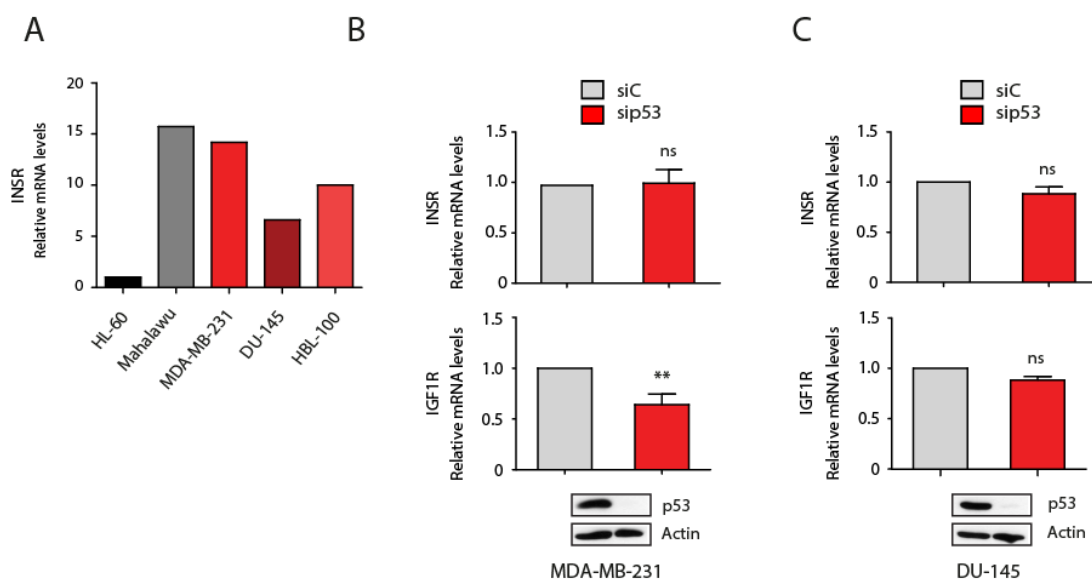 A
INSR
Relative mRNA levels
20
15
10
5
0
HL-60
Mahalawu
MDA-MB-231
DU-145
HBL-100
B
siC
sip53
INSR
Relative mRNA levels
1.5
1.0
0.5
0
ns
IGF1R
Relative mRNA levels
1.5
1.0
0.5
0
**
p53
Actin
MDA-MB-231
C
siC
sip53
INSR
Relative mRNA levels
1.5
1.0
0.5
0
ns
IGF1R
Relative mRNA levels
1.5
1.0
0.5
0
ns
p53
Actin
DU-145